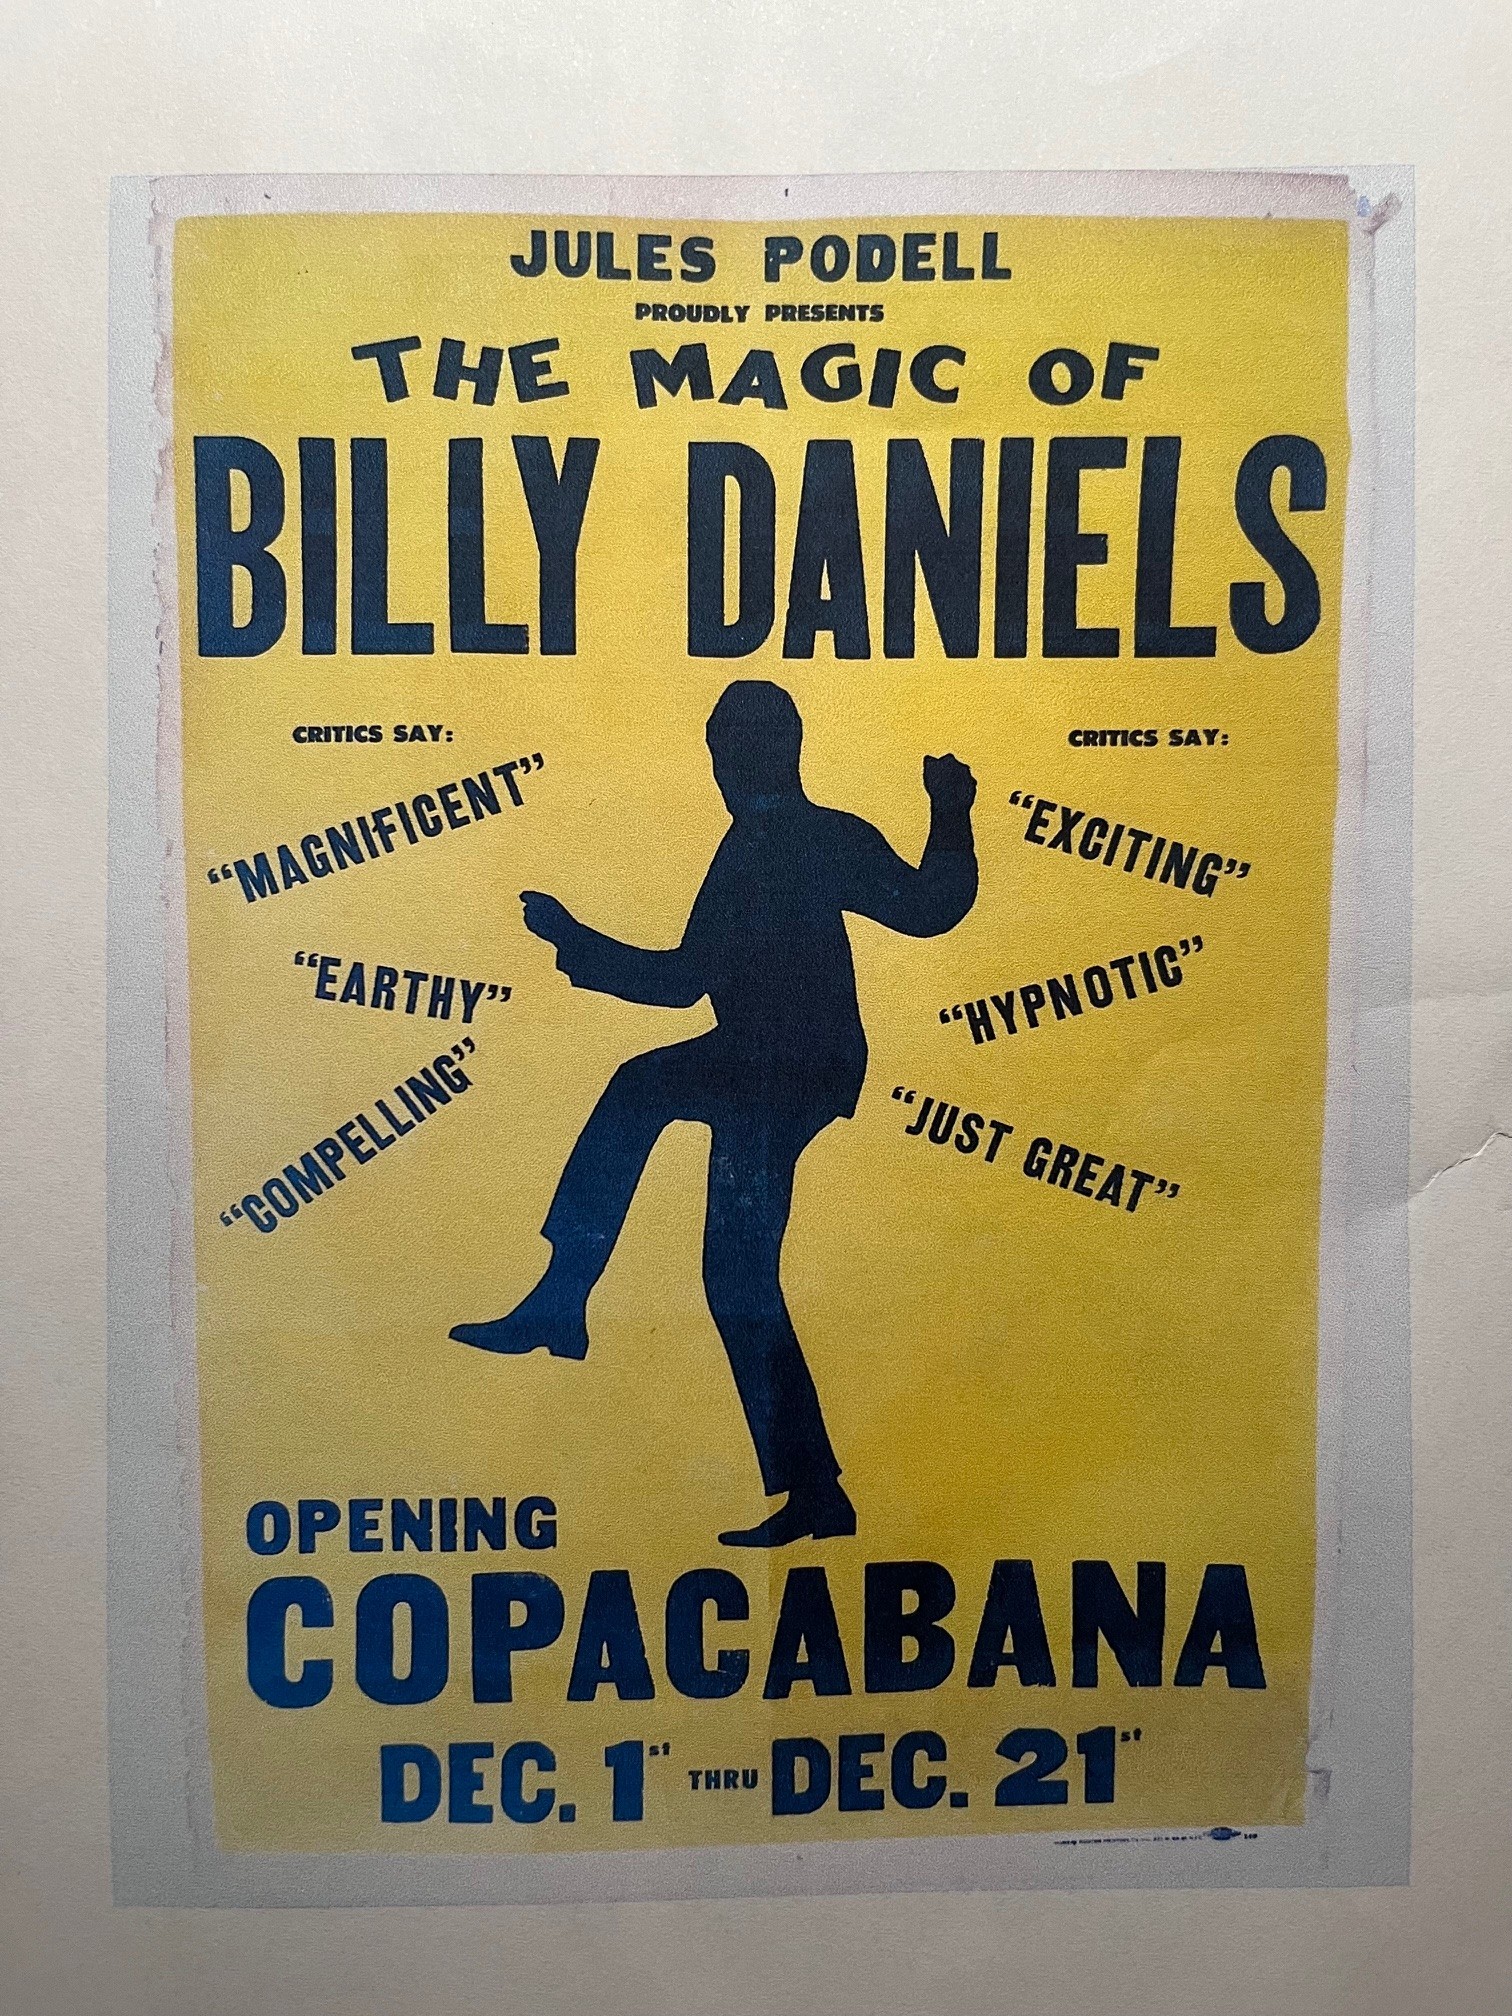 JULES PODELL
PROUDLY PRESENTS
THE MAGIC OF
BILLY DANIELS
CRITICS SAY:
“MAGNIFICENT”
“EARTHY”
“COMPELLING”
CRITICS SAY:
“EXCITING”
“HYPNOTIC”
“JUST GREAT”
OPENING
COPACABANA
DEC. 1st THRU DEC. 21st